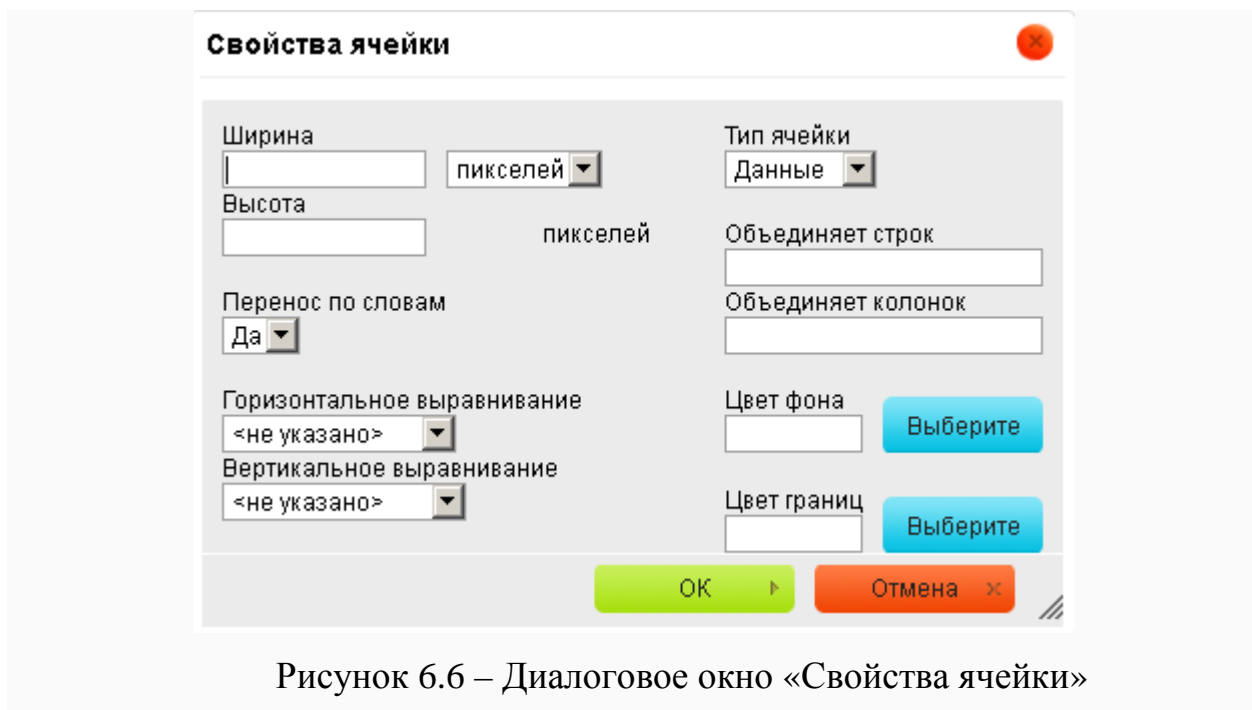 Свойства ячейки
Ширина
пикселей
Высота
пикселей
Перенос по словам
Да
Горизонтальное выравнивание
<не указано>
Вертикальное выравнивание
<не указано>
Тип ячейки
Данные
Объединяет строк
Объединяет колонок
Цвет фона
Выберите
Цвет границ
Выберите
ОК
Отмена
Рисунок 6.6 – Диалоговое окно «Свойства ячейки»